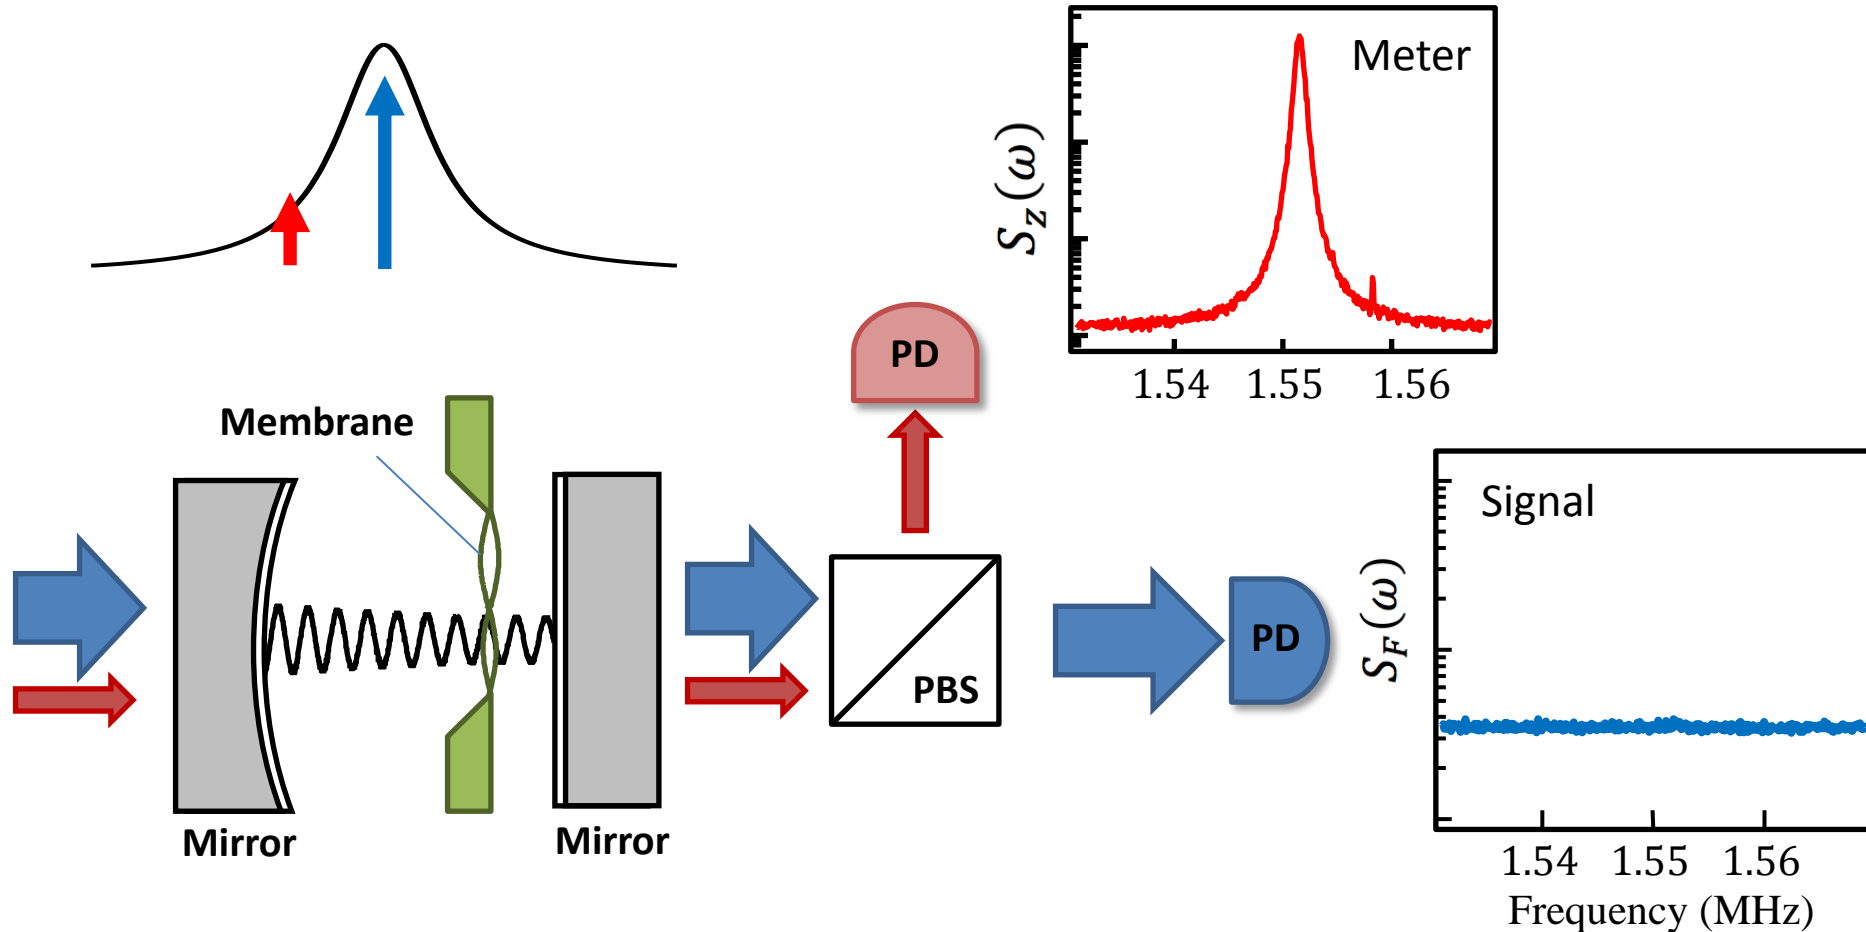 Meter
S_z(ω)
1.54 1.55 1.56
PD
Membrane
Signal
S_F(ω)
PD
PBS
Mirror
Mirror
1.54 1.55 1.56
Frequency (MHz)